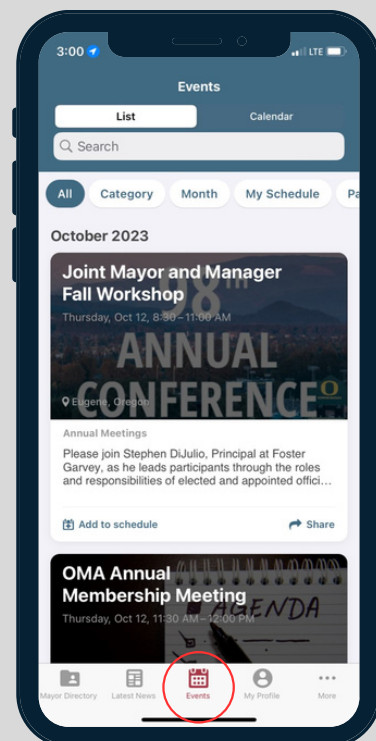 3:00
LTE
Events
List
Calendar
Search
All
Category
Month
My Schedule
Pa
October 2023
98th
ANNUAL
CONFERENCE
Joint Mayor and Manager
Fall Workshop
Thursday, Oct 12, 8:30 – 11:00 AM
Eugene, Oregon
O
Annual Meetings
Please join Stephen DiJulio, Principal at Foster
Garvey, as he leads participants through the roles
and responsibilities of elected and appointed offici...
Add to schedule
Share
OMA Annual
Membership Meeting
AGENDA
Thursday, Oct 12, 11:30 AM – 12:00 PM
Mayor Directory
Latest News
Events
My Profile
More